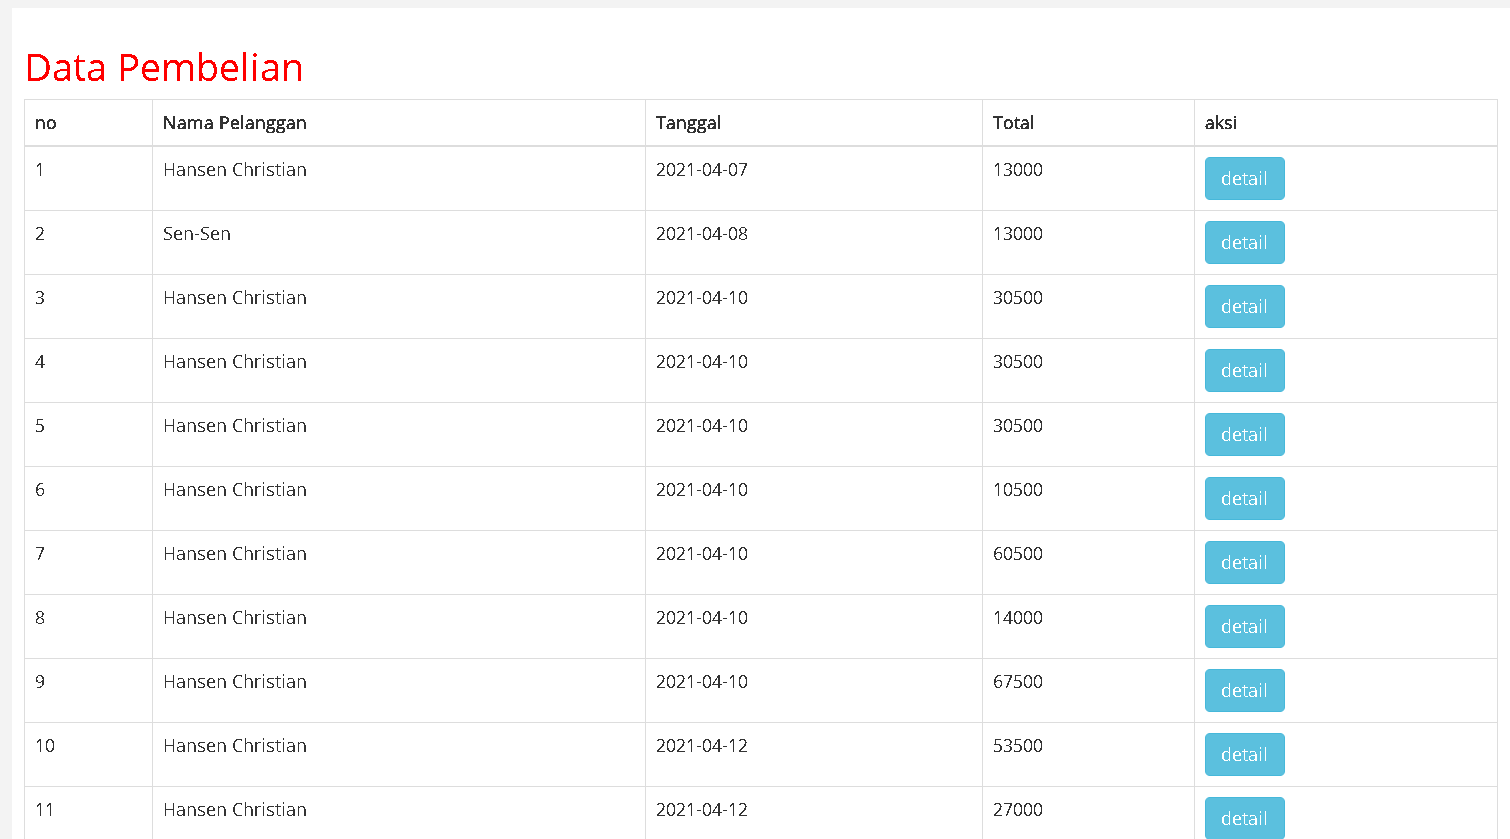 Data Pembelian
no Nama Pelanggan Tanggal Total aksi
1 Hansen Christian 2021-04-07 13000 detail
2 Sen-Sen 2021-04-08 13000 detail
3 Hansen Christian 2021-04-10 30500 detail
4 Hansen Christian 2021-04-10 30500 detail
5 Hansen Christian 2021-04-10 30500 detail
6 Hansen Christian 2021-04-10 10500 detail
7 Hansen Christian 2021-04-10 60500 detail
8 Hansen Christian 2021-04-10 14000 detail
9 Hansen Christian 2021-04-10 67500 detail
10 Hansen Christian 2021-04-12 53500 detail
11 Hansen Christian 2021-04-12 27000 detail